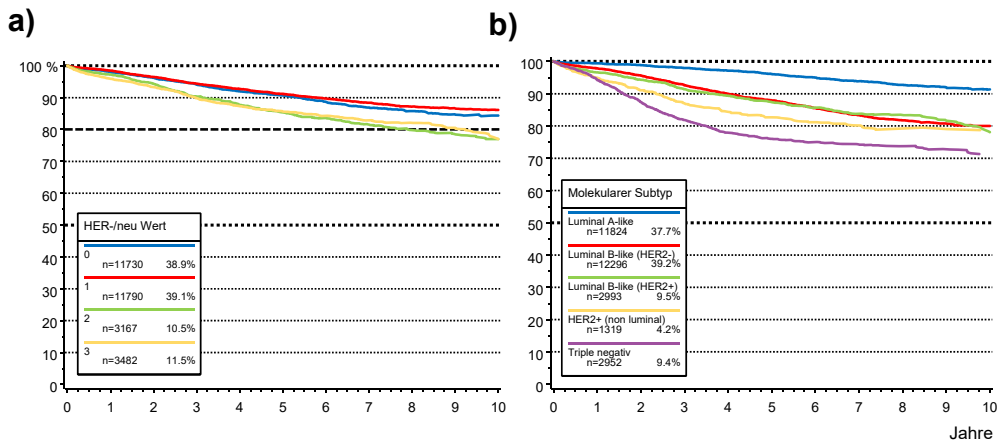 a)
100 %
90
80
70
60
50
40
30
20
10
0
0 1 2 3 4 5 6 7 8 9 10
HER-/neu Wert
0
n=11730 38.9%
1
n=11790 39.1%
2
n=3167 10.5%
3
n=3482 11.5%
b)
100
90
80
70
60
50
40
30
20
10
0
0 1 2 3 4 5 6 7 8 9 10
Jahre
Molekularer Subtyp
Luminal A-like
n=11824 37.7%
Luminal B-like (HER2-)
n=12296 39.2%
Luminal B-like (HER2+)
n=2993 9.5%
HER2+ (non luminal)
n=1319 4.2%
Triple negativ
n=2952 9.4%